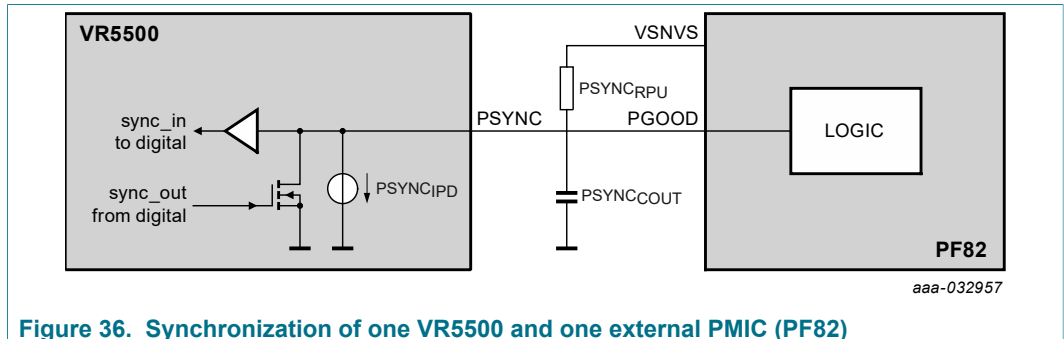 VR5500
VSNVS
PSYNCRPU
sync_in
to digital
PSYNC
PGOOD
LOGIC
sync_out
from digital
PSYNCIPD
PSYNCCOUT
PF82
aaa-032957
Figure 36. Synchronization of one VR5500 and one external PMIC (PF82)